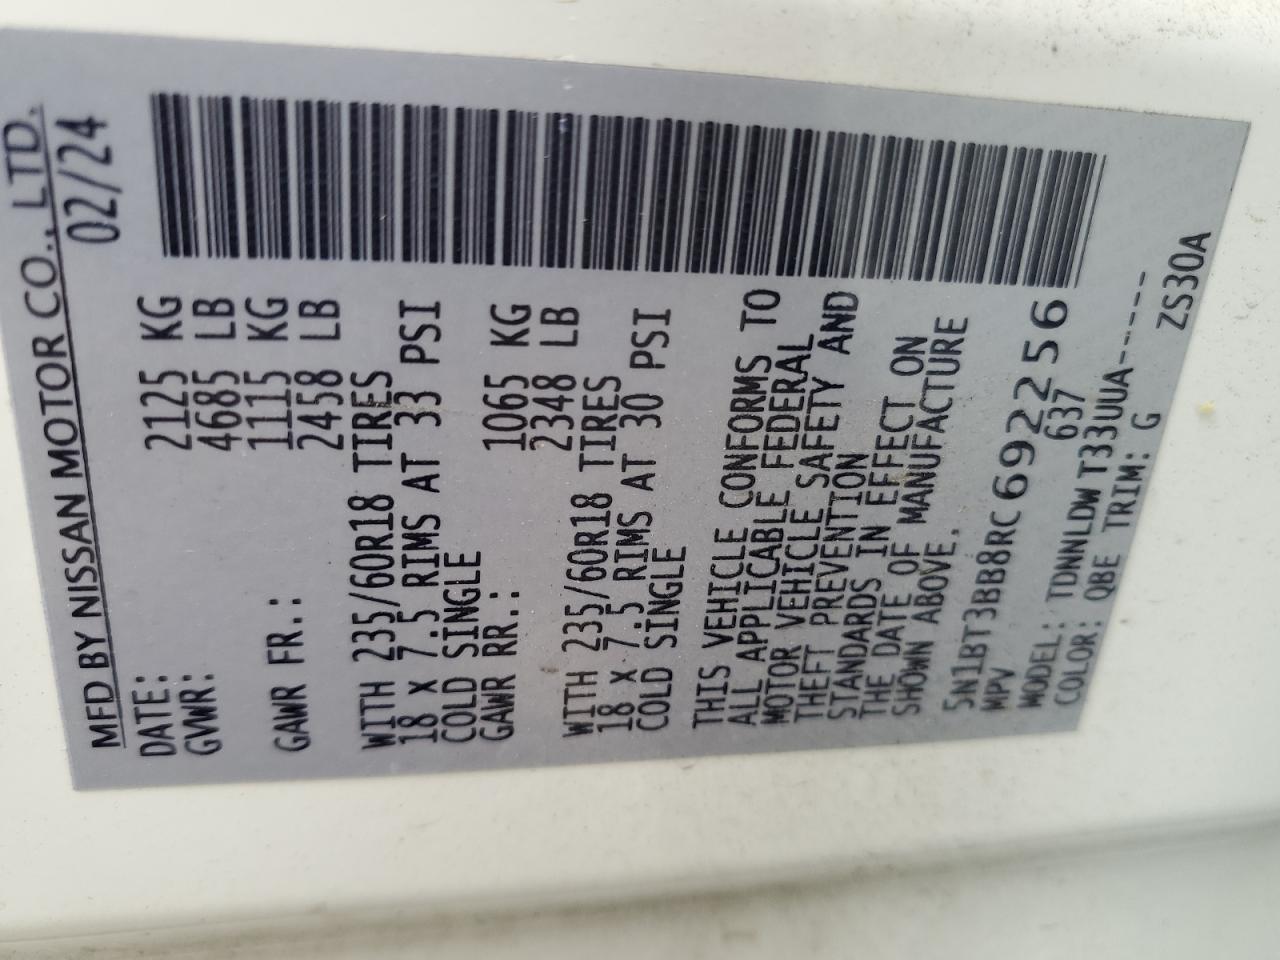 MFD BY NISSAN MOTOR CO., LTD.
DATE: 02/24
GVWR: 2125 KG
4685 LB
GAWR FR.: 1115 KG
2458 LB
WITH 235/60R18 TIRES
18 X 7.5 RIMS AT 33 PSI
COLD SINGLE
GAWR RR.: 1065 KG
2348 LB
WITH 235/60R18 TIRES
18 X 7.5 RIMS AT 30 PSI
COLD SINGLE
THIS VEHICLE CONFORMS TO
ALL APPLICABLE FEDERAL
MOTOR VEHICLE SAFETY AND
THEFT PREVENTION
STANDARDS IN EFFECT ON
THE DATE OF MANUFACTURE
SHOWN ABOVE.
5N1BT3BB8RC692256
MPV 637
MODEL: TDNNLDW T33UUA-----
COLOR: QBE TRIM: G
ZS30A